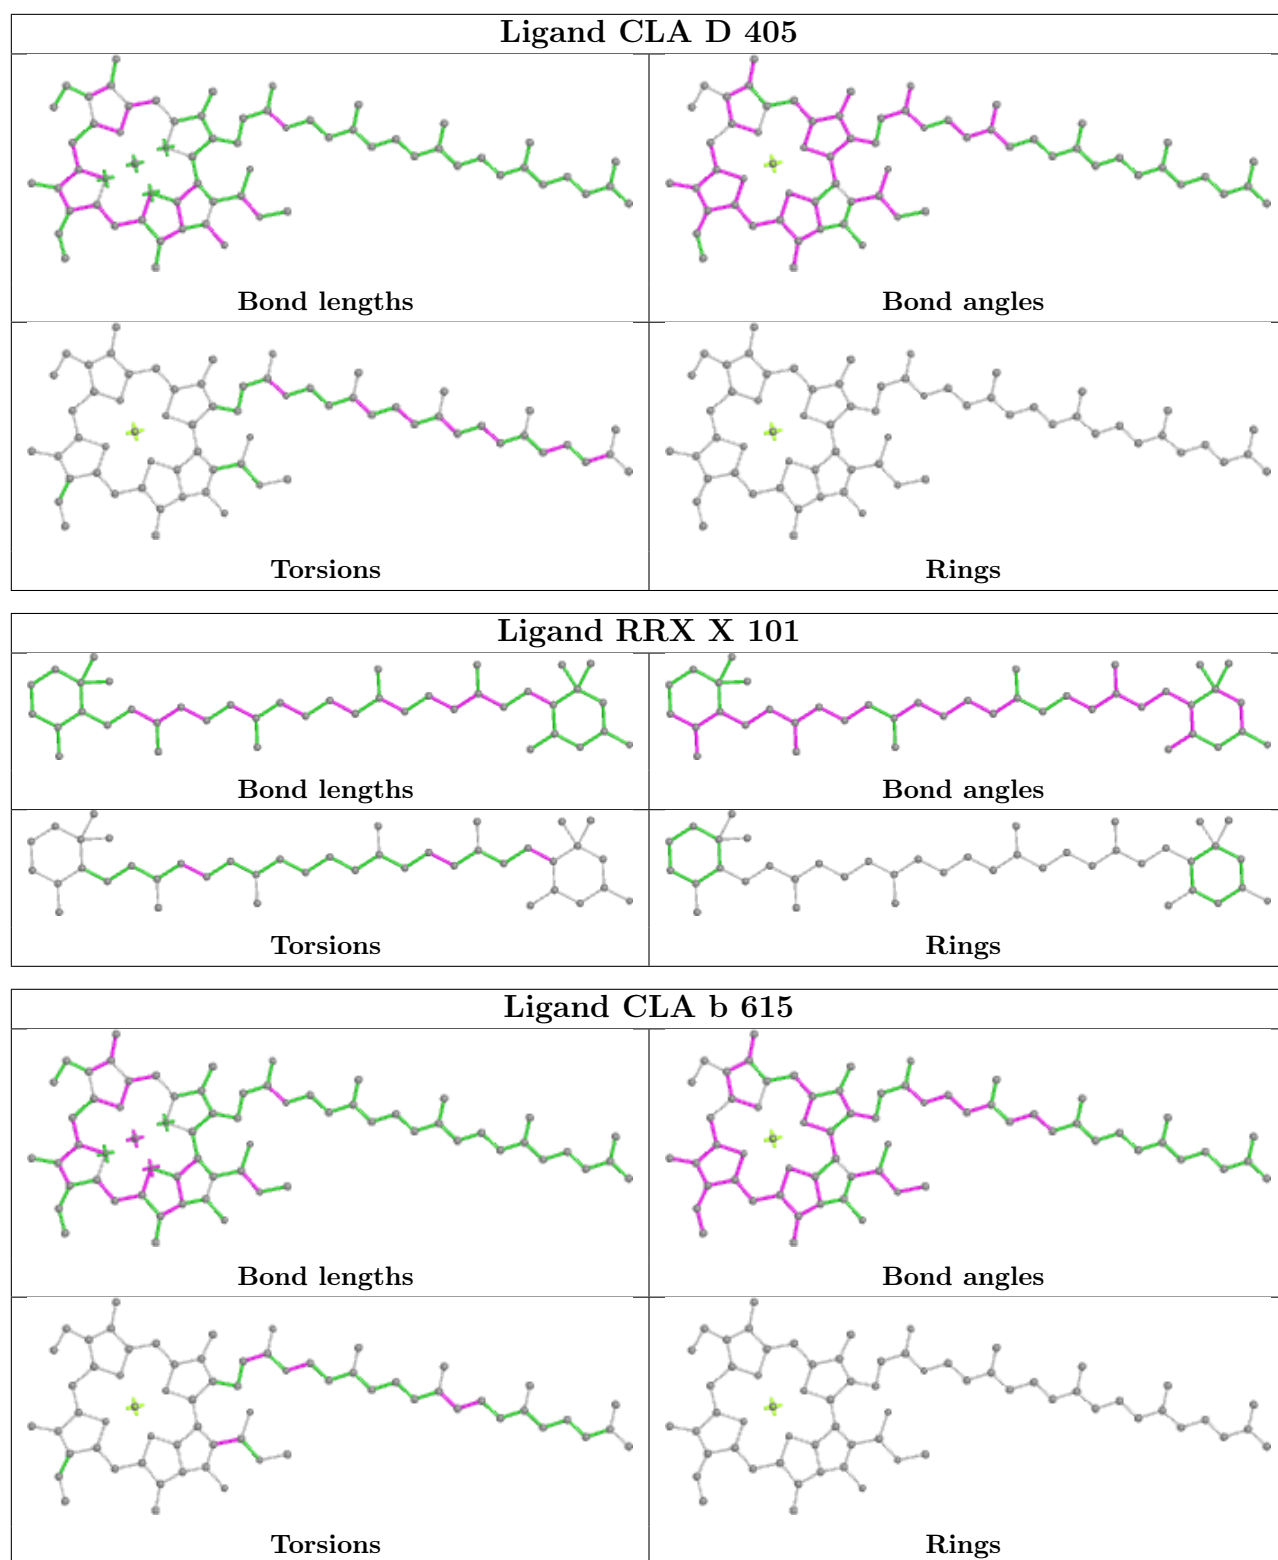 Ligand CLA D 405
Bond lengths
Bond angles
Torsions
Rings
Ligand RRX X 101
Bond lengths
Bond angles
Torsions
Rings
Ligand CLA b 615
Bond lengths
Bond angles
Torsions
Rings